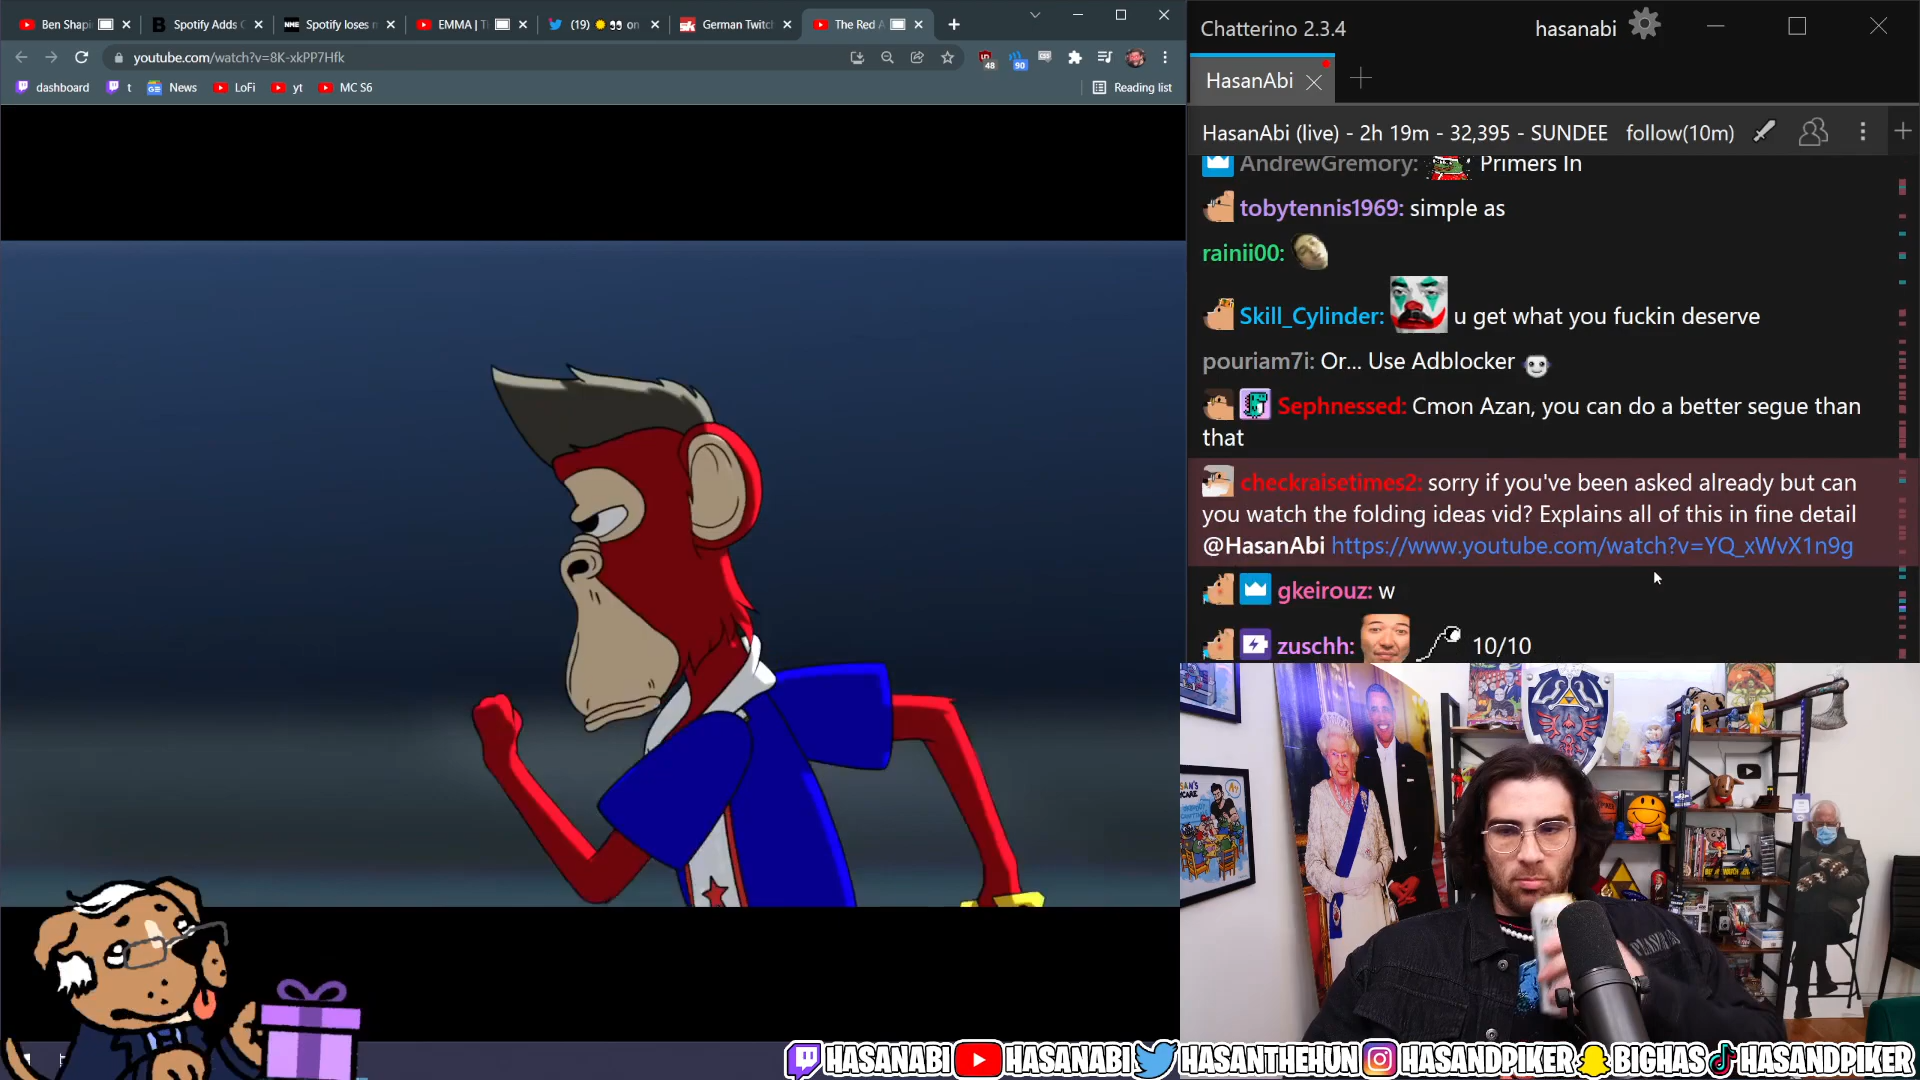 Ben Shapi
Spotify Adds C
Spotify loses n
EMMA | T
(19) 👀 on
German Twitch
The Red A
youtube.com/watch?v=8K-xkPP7Hfk
48
90
dashboard
t
News
LoFi
yt
MC S6
Reading list
Chatterino 2.3.4
hasanabi
HasanAbi
HasanAbi (live) - 2h 19m - 32,395 - SUNDEE
follow(10m)
AndrewGremory: Primers In
tobytennis1969: simple as
rainii00:
Skill_Cylinder: u get what you fuckin deserve
pouriam7i: Or... Use Adblocker
Sephnessed: Cmon Azan, you can do a better segue than
that
checkraisetimes2: sorry if you've been asked already but can
you watch the folding ideas vid? Explains all of this in fine detail
@HasanAbi https://www.youtube.com/watch?v=YQ_xWvX1n9g
gkeirouz: w
zuschh: 10/10
HASANABI
HASANABI
HASANTHEHUN
HASANDPIKER
BIGHAS
HASANDPIKER